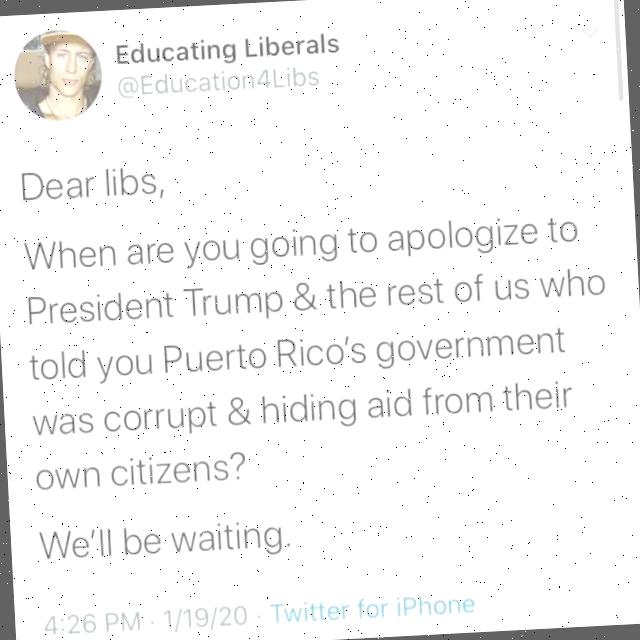 Educating Liberals
@Education4Libs
Dear libs,
When are you going to apologize to
President Trump & the rest of us who
told you Puerto Rico's government
was corrupt & hiding aid from their
own citizens?
We'll be waiting.
4:26 PM · 1/19/20 · Twitter for iPhone